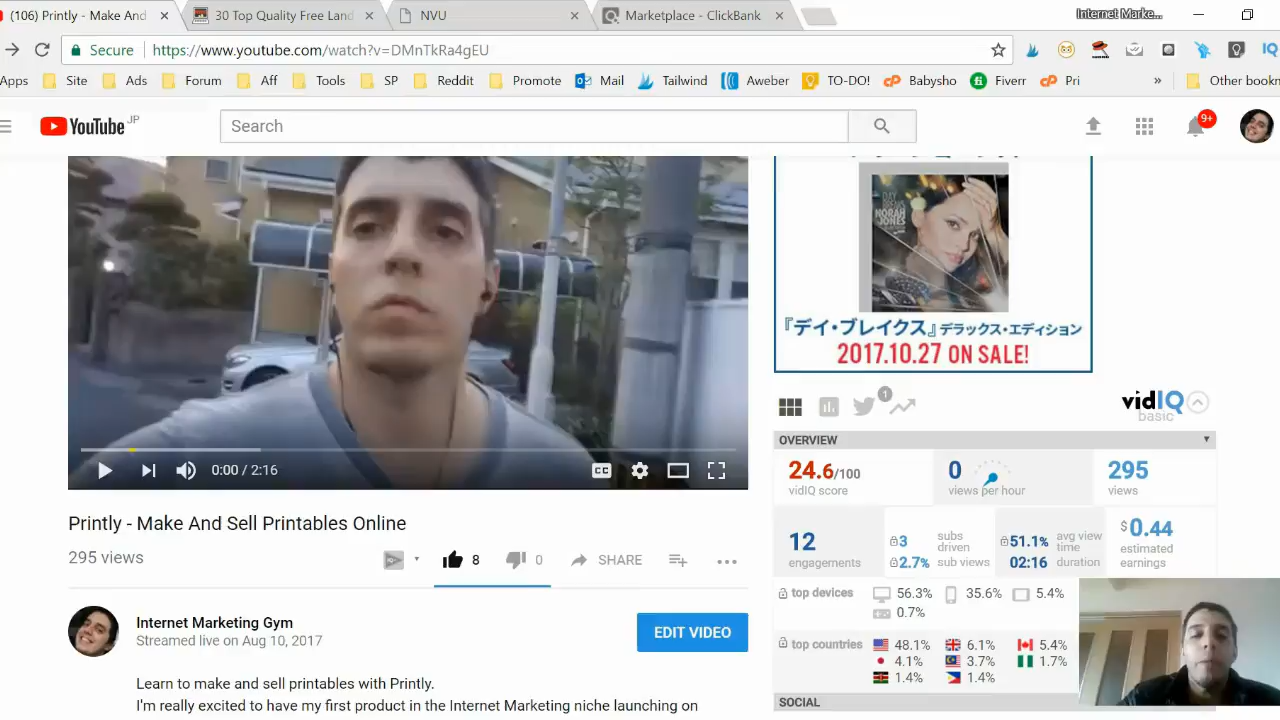 (106) Printly - Make And
30 Top Quality Free Land
NVU
Marketplace - ClickBank
Internet Marke...
Secure
https://www.youtube.com/watch?v=DMnTkRa4gEU
Apps
Site
Ads
Forum
Aff
Tools
SP
Reddit
Promote
Mail
Tailwind
Aweber
TO-DO!
Babysho
Fiverr
Pri
»
Other bookm
YouTube JP
Search
9+
DAY BREAKS
NORAH
JONES
『デイ・ブレイクス』デラックス・エディション
2017.10.27 ON SALE!
0:00 / 2:16
CC
1
vidIQ
basic
OVERVIEW
24.6/100
vidIQ score
0
views per hour
295
views
12
engagements
3 subs driven
2.7% sub views
51.1% avg view time
02:16 duration
$0.44
estimated
earnings
top devices
56.3%
35.6%
5.4%
0.7%
top countries
48.1%
6.1%
5.4%
4.1%
3.7%
1.7%
1.4%
1.4%
SOCIAL
Printly - Make And Sell Printables Online
295 views
8
0
SHARE
Internet Marketing Gym
Streamed live on Aug 10, 2017
EDIT VIDEO
Learn to make and sell printables with Printly.
I'm really excited to have my first product in the Internet Marketing niche launching on